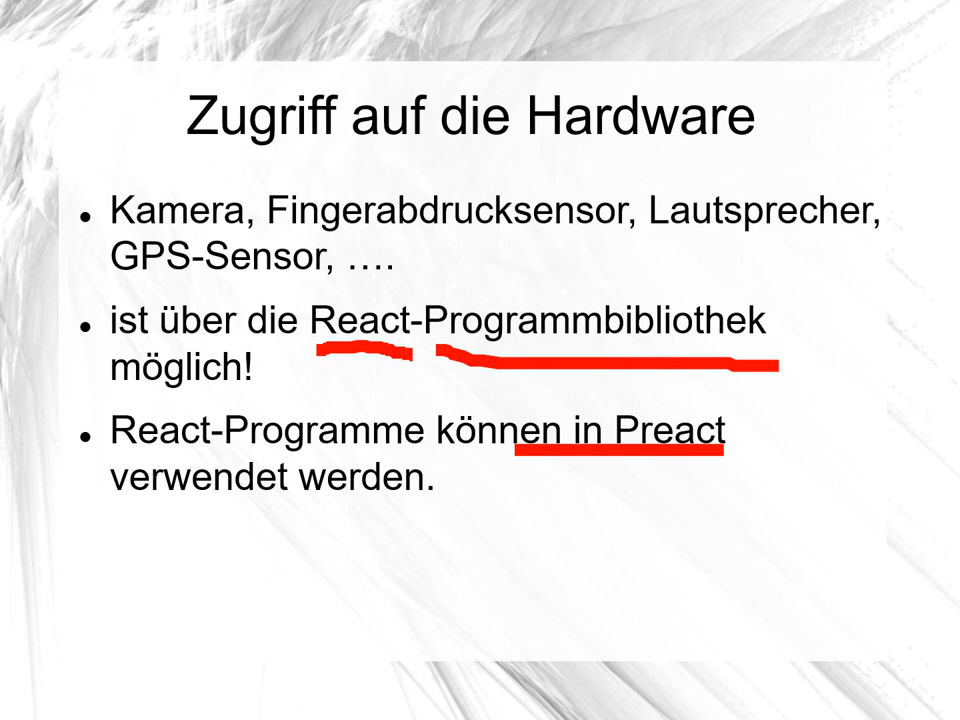 Zugriff auf die Hardware
Kamera, Fingerabdrucksensor, Lautsprecher,
GPS-Sensor, ….
ist über die React-Programmbibliothek
möglich!
React-Programme können in Preact
verwendet werden.